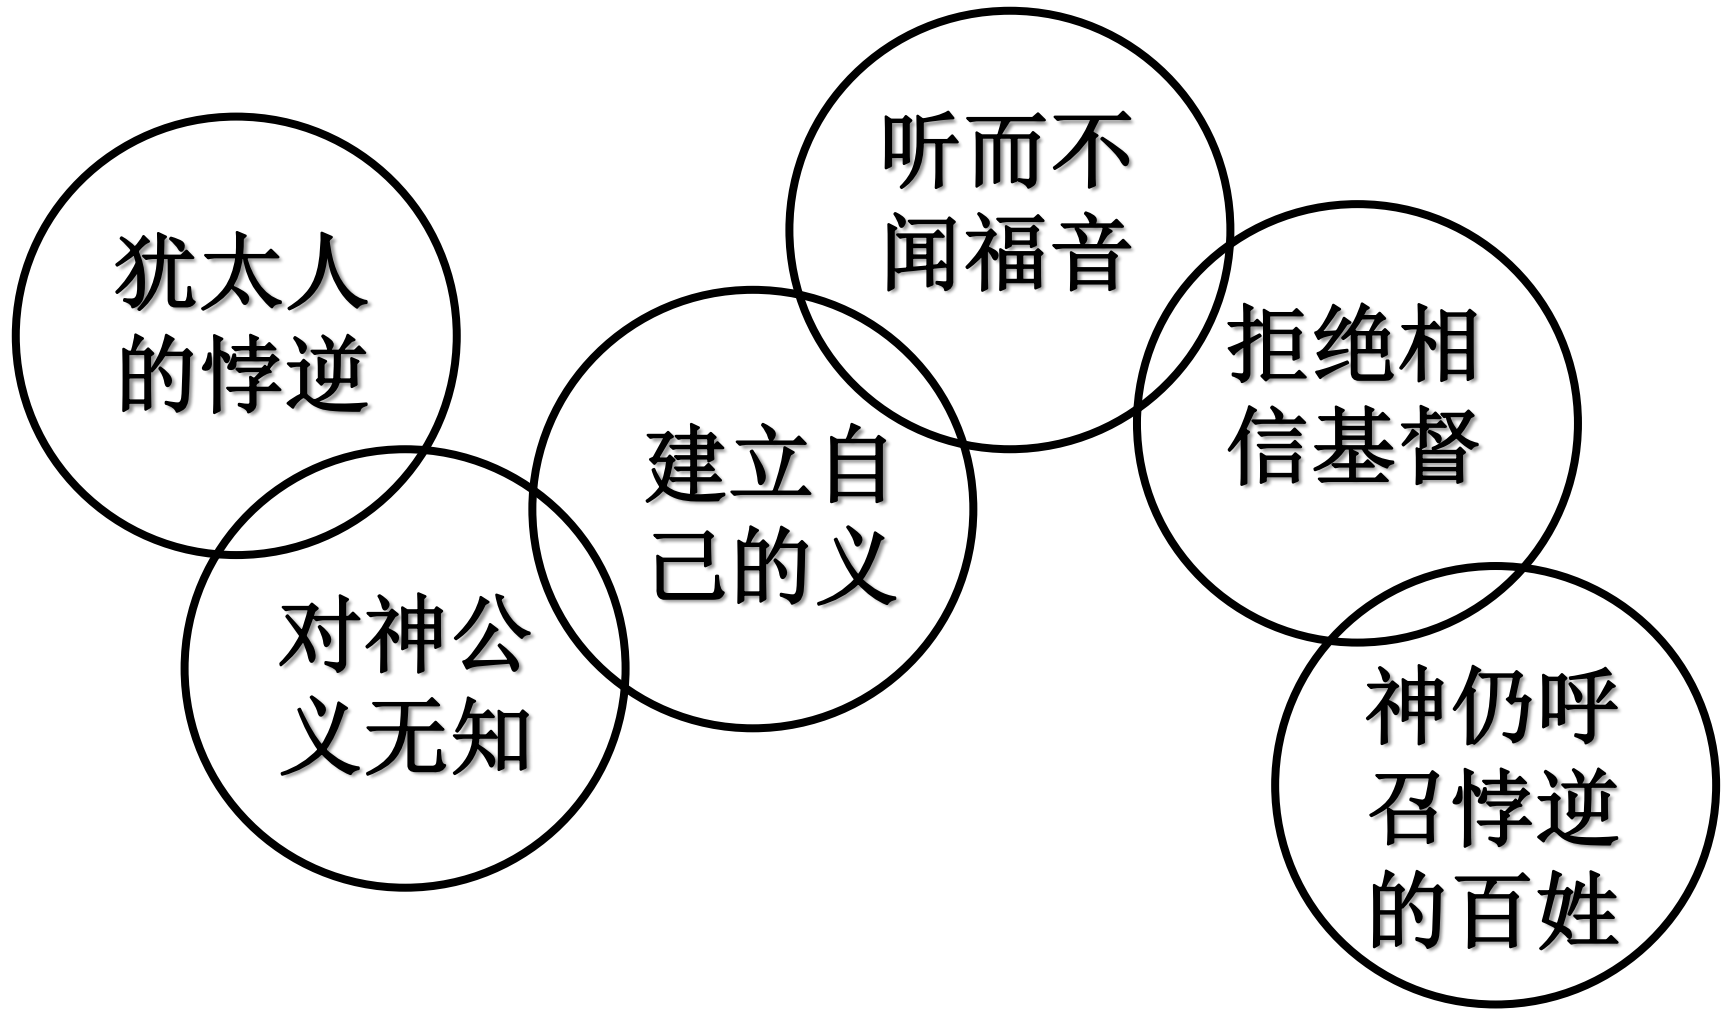 犹太人
的悖逆
对神公
义无知
建立自
己的义
听而不
闻福音
拒绝相
信基督
神仍呼
召悖逆
的百姓